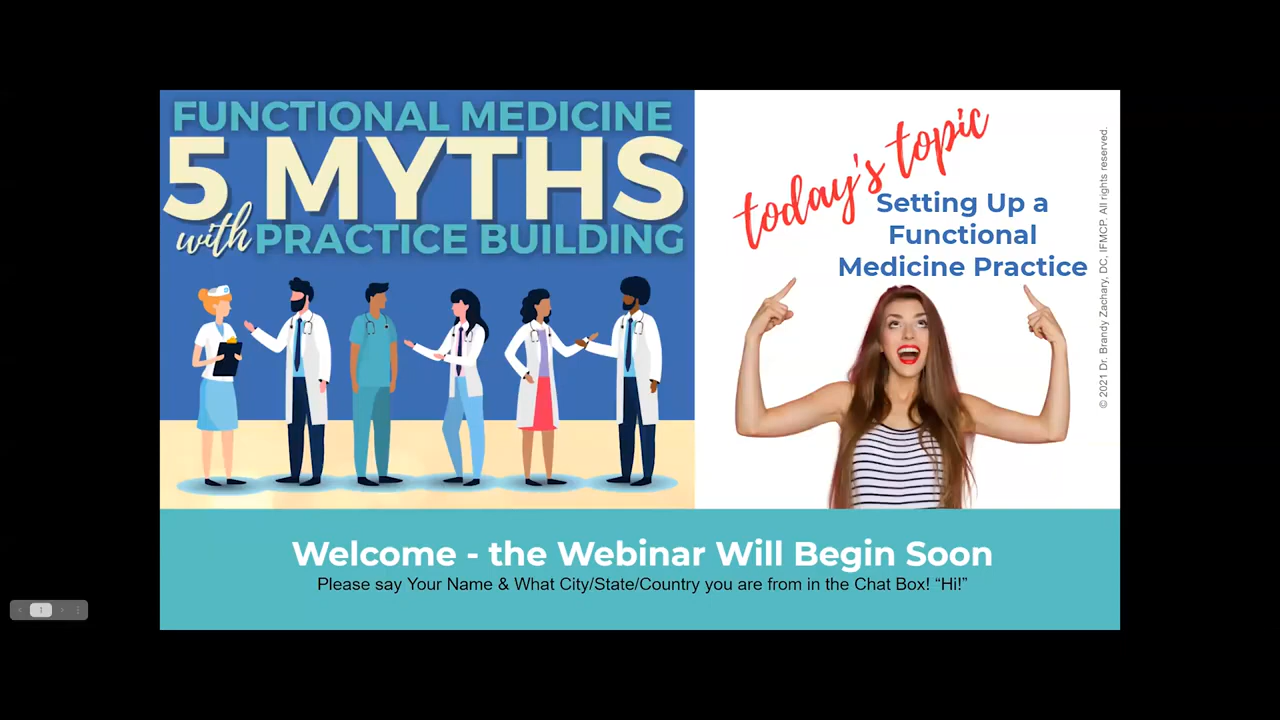 FUNCTIONAL MEDICINE
5 MYTHS
with PRACTICE BUILDING
today's topic
Setting Up a
Functional
Medicine Practice
© 2021 Dr. Brandy Zachary, DC, IFMCP. All rights reserved.
Welcome - the Webinar Will Begin Soon
Please say Your Name & What City/State/Country you are from in the Chat Box! “Hi!”
1